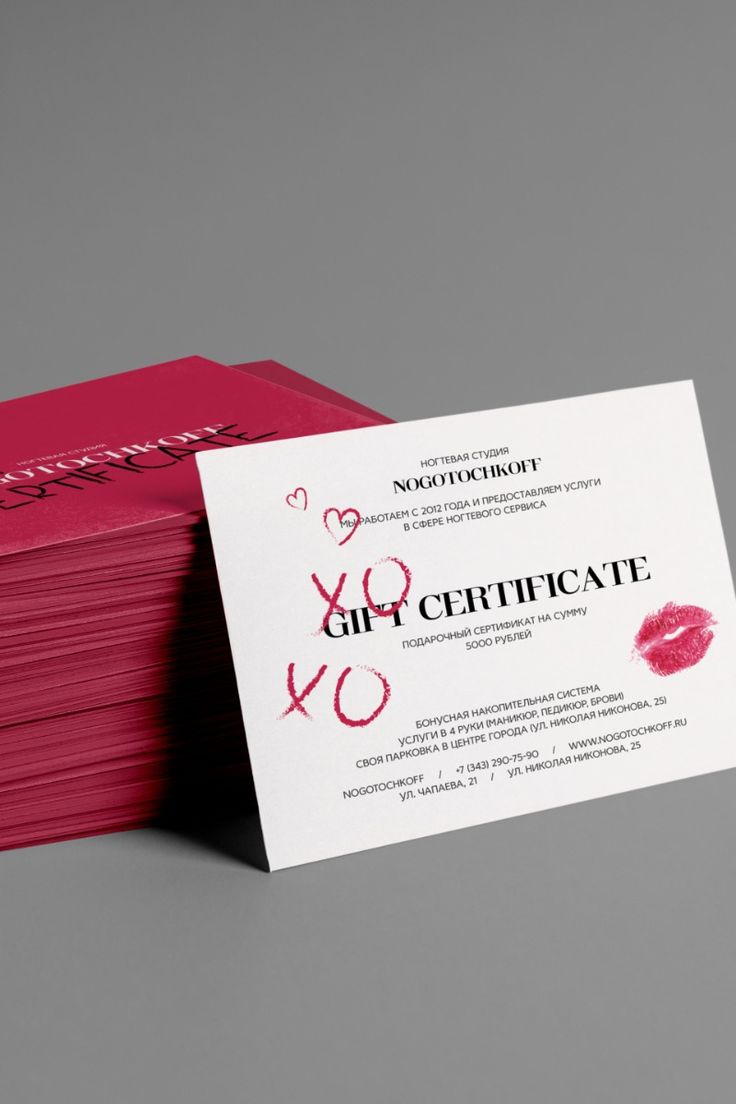 НОГТЕВАЯ СТУДИЯ
NOGOTOCHKOFF
МЫ РАБОТАЕМ С 2012 ГОДА И ПРЕДОСТАВЛЯЕМ УСЛУГИ
В СФЕРЕ НОГТЕВОГО СЕРВИСА
XO
GIFT CERTIFICATE
ПОДАРОЧНЫЙ СЕРТИФИКАТ НА СУММУ
5000 РУБЛЕЙ
XO
БОНУСНАЯ НАКОПИТЕЛЬНАЯ СИСТЕМА
УСЛУГИ В 4 РУКИ (МАНИКЮР, ПЕДИКЮР, БРОВИ)
СВОЯ ПАРКОВКА В ЦЕНТРЕ ГОРОДА (УЛ. НИКОЛАЯ НИКОНОВА, 25)
NOGOTOCHKOFF / +7 (343) 290-75-90 / WWW.NOGOTOCHKOFF.RU
УЛ. ЧАПАЕВА, 21 / УЛ. НИКОЛАЯ НИКОНОВА, 25
НОГТЕВАЯ СТУДИЯ
OGOTOCHKOFF
ERTIFICATE